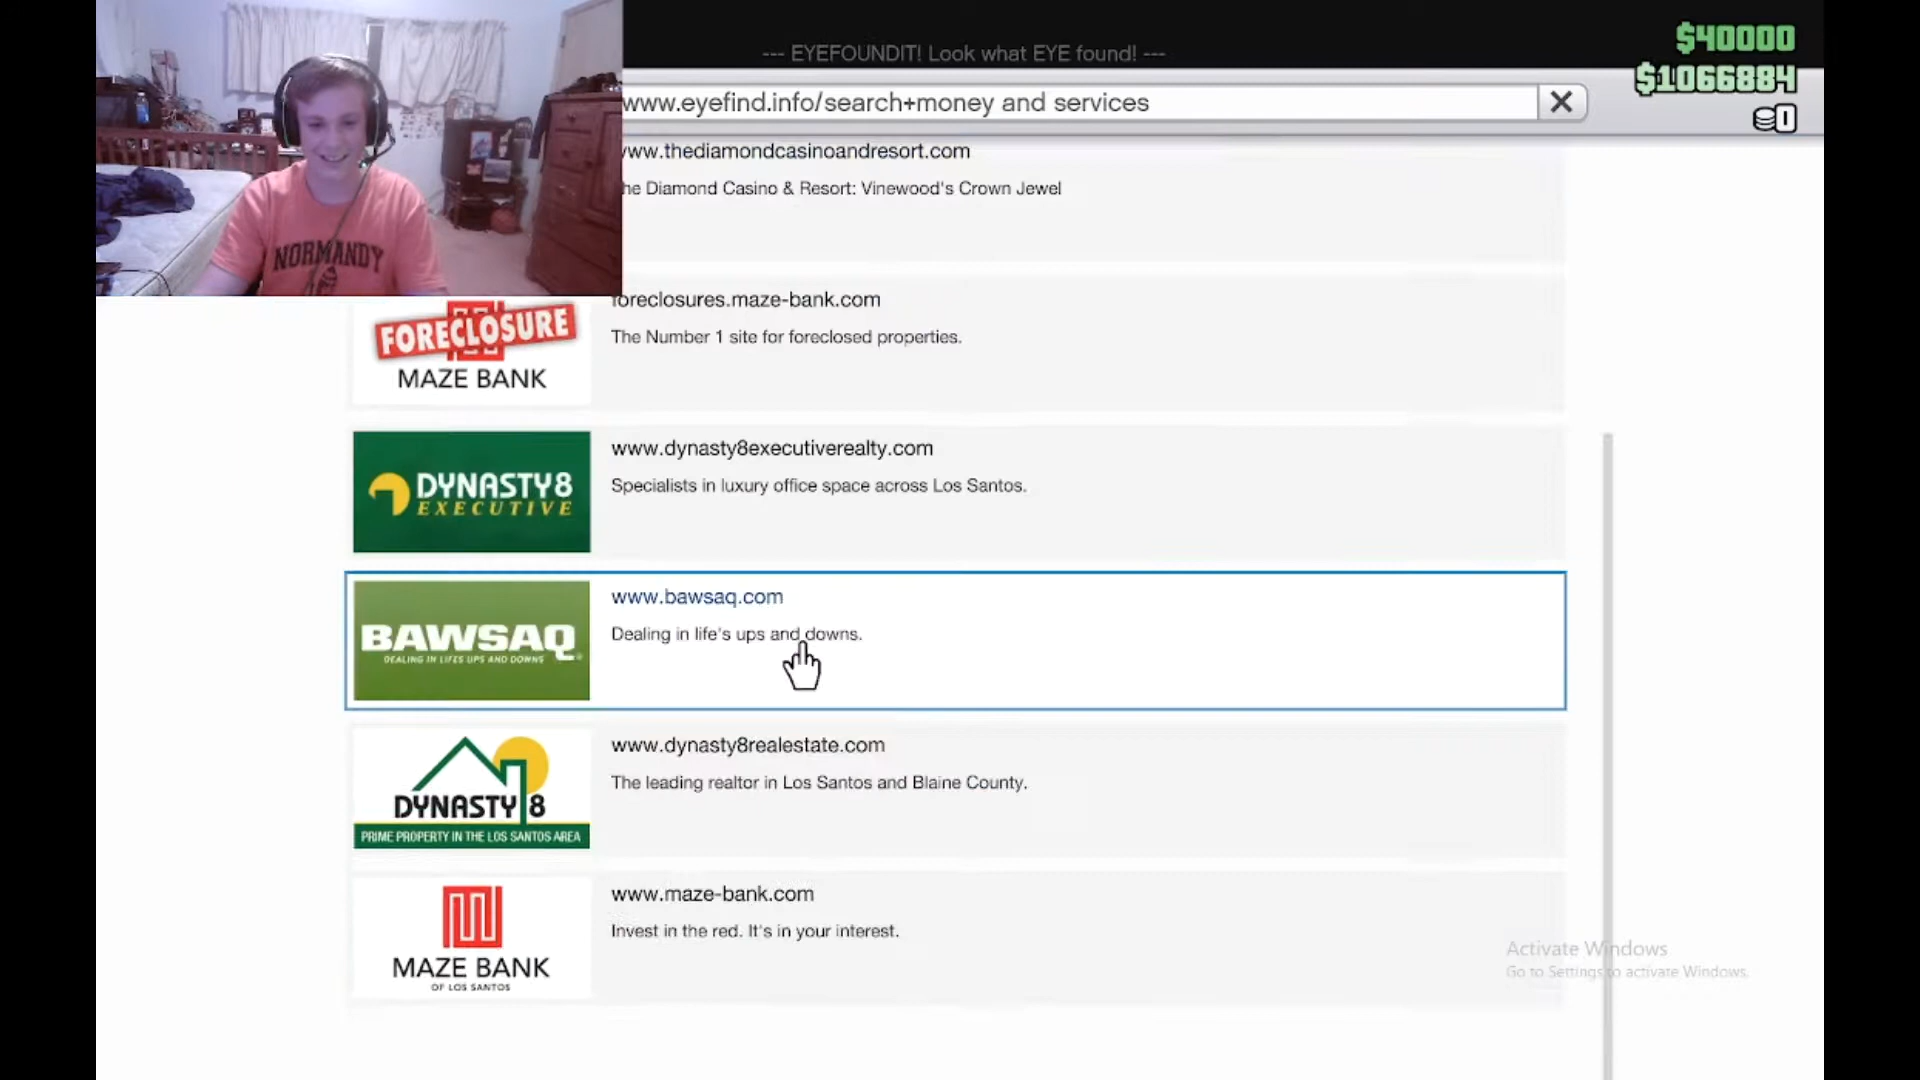 --- EYEFOUNDIT! Look what EYE found! ---
$40000
$1066884
0
www.eyefind.info/search+money and services
www.thediamondcasinoandresort.com
The Diamond Casino & Resort: Vinewood's Crown Jewel
NORMANDY
FORECLOSURE
MAZE BANK
foreclosures.maze-bank.com
The Number 1 site for foreclosed properties.
DYNASTY8
EXECUTIVE
www.dynasty8executiverealty.com
Specialists in luxury office space across Los Santos.
BAWSAQ
DEALING IN LIFES UPS AND DOWNS
www.bawsaq.com
Dealing in life's ups and downs.
DYNASTY 8
PRIME PROPERTY IN THE LOS SANTOS AREA
www.dynasty8realestate.com
The leading realtor in Los Santos and Blaine County.
MAZE BANK
OF LOS SANTOS
www.maze-bank.com
Invest in the red. It's in your interest.
Activate Windows
Go to Settings to activate Windows.